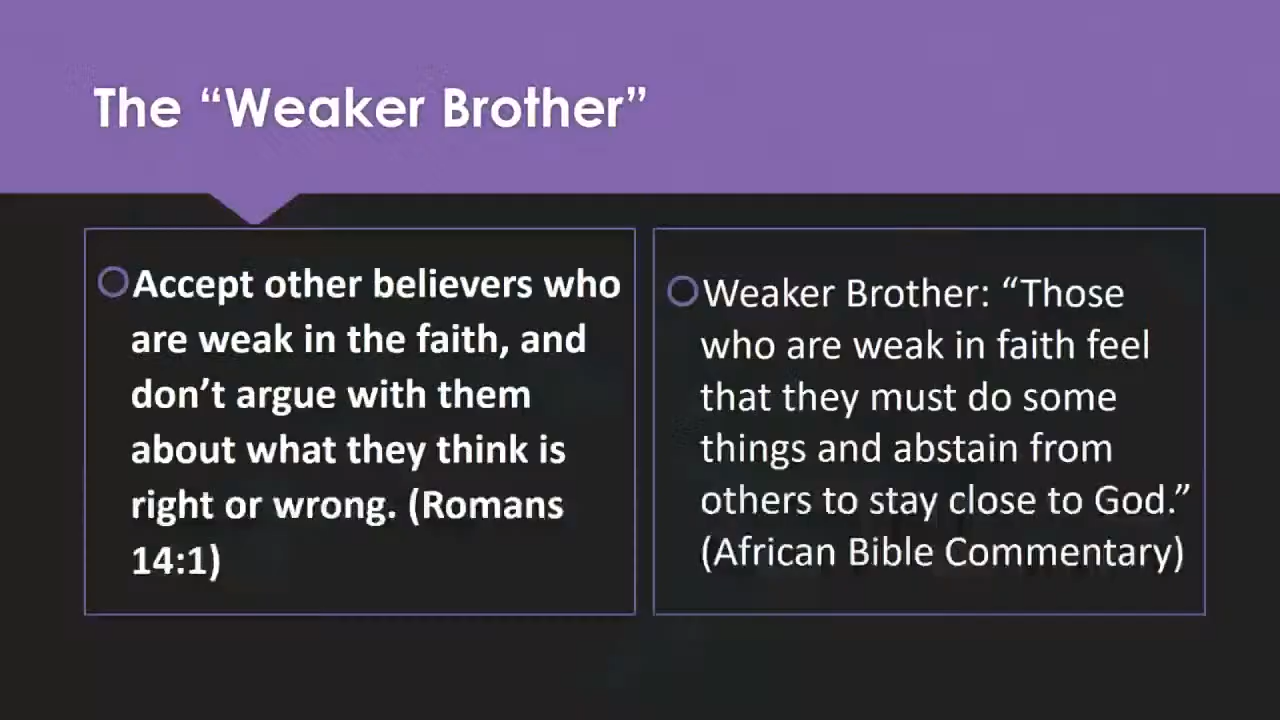 The “Weaker Brother”
Accept other believers who
are weak in the faith, and
don’t argue with them
about what they think is
right or wrong. (Romans
14:1)
Weaker Brother: “Those
who are weak in faith feel
that they must do some
things and abstain from
others to stay close to God.”
(African Bible Commentary)